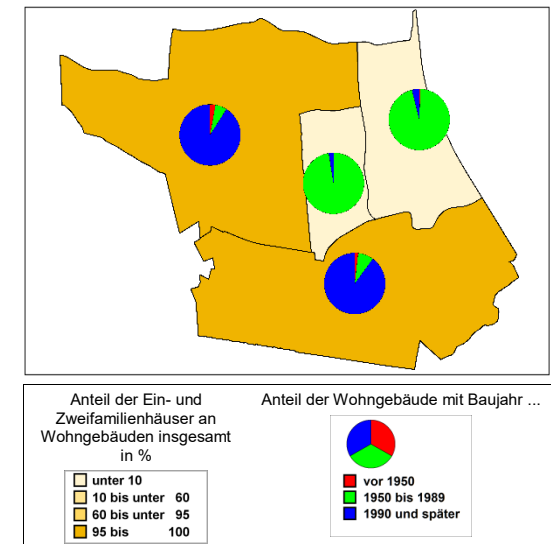 Anteil der Ein- und
Zweifamilienhäuser an
Wohngebäuden insgesamt
in %
unter 10
10 bis unter 60
60 bis unter 95
95 bis 100
Anteil der Wohngebäude mit Baujahr ...
vor 1950
1950 bis 1989
1990 und später